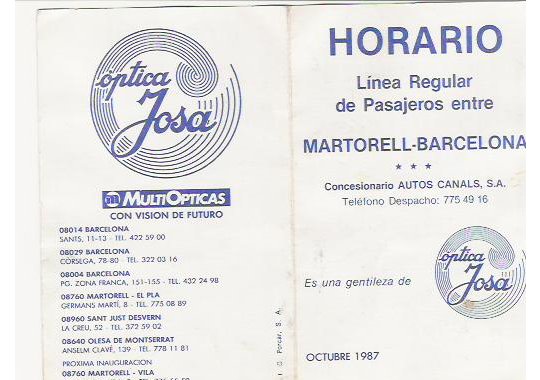 óptica
Josa
MULTIOPTICAS
CON VISION DE FUTURO
08014 BARCELONA
SANTS, 11-13 - TEL. 422 59 00
08029 BARCELONA
CÓRSEGA, 78-80 - TEL. 322 03 16
08004 BARCELONA
PG. ZONA FRANCA, 151-155 - TEL. 432 24 98
08760 MARTORELL - EL PLÀ
GERMANS MARTÍ, 8 - TEL. 775 08 89
08960 SANT JUST DESVERN
LA CREU, 52 - TEL. 372 59 02
08640 OLESA DE MONTSERRAT
ANSELM CLAVÉ, 139 - TEL. 778 11 81
PROXIMA INAUGURACION
08760 MARTORELL - VILA
HORARIO
Línea Regular
de Pasajeros entre
MARTORELL-BARCELONA
★ ★ ★
Concesionario AUTOS CANALS, S.A.
Teléfono Despacho: 775 49 16
Es una gentileza de
óptica
Josa
OCTUBRE 1987